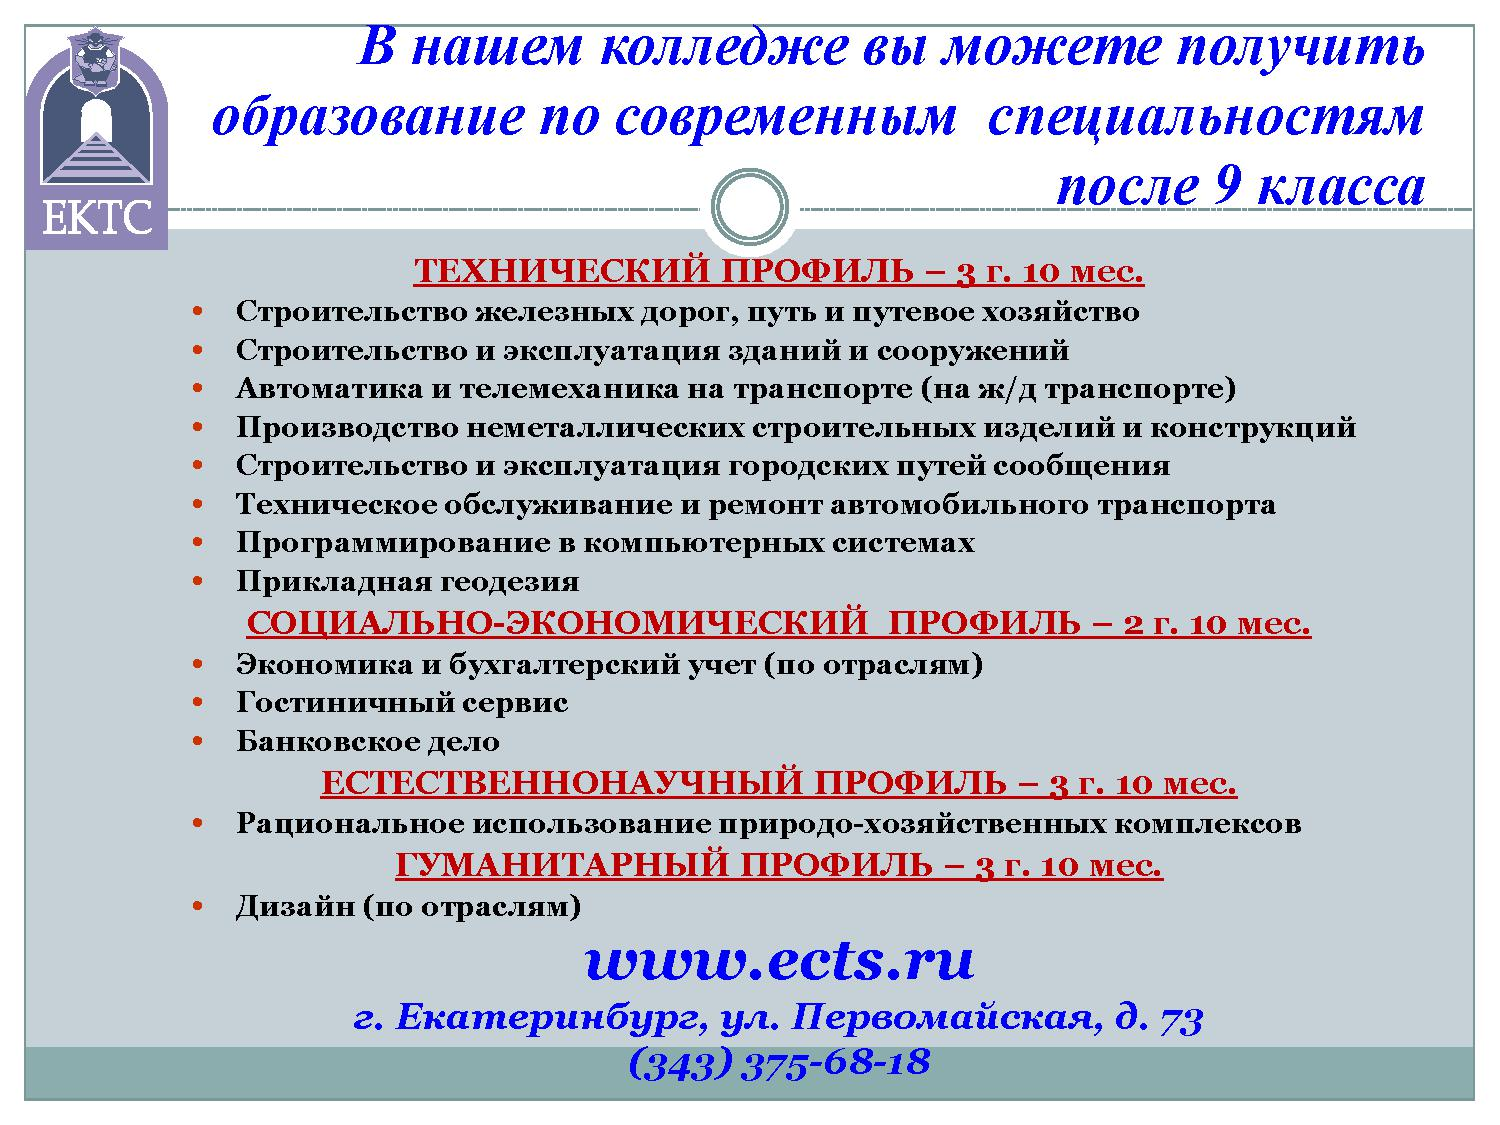 В нашем колледже вы можете получить
образование по современным специальностям
после 9 класса
ЕКТС
ТЕХНИЧЕСКИЙ ПРОФИЛЬ – 3 г. 10 мес.
• Строительство железных дорог, путь и путевое хозяйство
• Строительство и эксплуатация зданий и сооружений
• Автоматика и телемеханика на транспорте (на ж/д транспорте)
• Производство неметаллических строительных изделий и конструкций
• Строительство и эксплуатация городских путей сообщения
• Техническое обслуживание и ремонт автомобильного транспорта
• Программирование в компьютерных системах
• Прикладная геодезия
СОЦИАЛЬНО-ЭКОНОМИЧЕСКИЙ ПРОФИЛЬ – 2 г. 10 мес.
• Экономика и бухгалтерский учет (по отраслям)
• Гостиничный сервис
• Банковское дело
ЕСТЕСТВЕННОНАУЧНЫЙ ПРОФИЛЬ – 3 г. 10 мес.
• Рациональное использование природо-хозяйственных комплексов
ГУМАНИТАРНЫЙ ПРОФИЛЬ – 3 г. 10 мес.
• Дизайн (по отраслям)
www.ects.ru
г. Екатеринбург, ул. Первомайская, д. 73
(343) 375-68-18